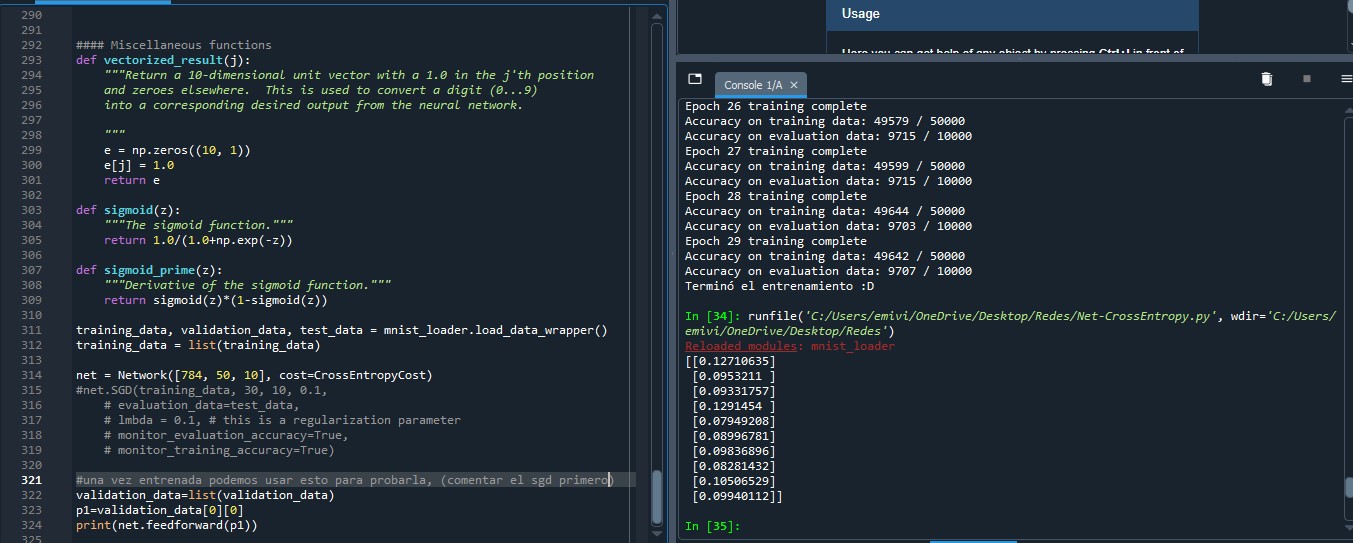 290
291
292 #### Miscellaneous functions
293 def vectorized_result(j):
294 """Return a 10-dimensional unit vector with a 1.0 in the j'th position
295 and zeroes elsewhere.  This is used to convert a digit (0...9)
296 into a corresponding desired output from the neural network.
297
298 """
299 e = np.zeros((10, 1))
300 e[j] = 1.0
301 return e
302
303 def sigmoid(z):
304 """The sigmoid function."""
305 return 1.0/(1.0+np.exp(-z))
306
307 def sigmoid_prime(z):
308 """Derivative of the sigmoid function."""
309 return sigmoid(z)*(1-sigmoid(z))
310
311 training_data, validation_data, test_data = mnist_loader.load_data_wrapper()
312 training_data = list(training_data)
313
314 net = Network([784, 50, 10], cost=CrossEntropyCost)
315 #net.SGD(training_data, 30, 10, 0.1,
316 # evaluation_data=test_data,
317 # lmbda = 0.1, # this is a regularization parameter
318 # monitor_evaluation_accuracy=True,
319 # monitor_training_accuracy=True)
320
321 #una vez entrenada podemos usar esto para probarla, (comentar el sgd primero)
322 validation_data=list(validation_data)
323 p1=validation_data[0][0]
324 print(net.feedforward(p1))
325
Usage
Here you can get help of any object by pressing Ctrl+I in front of
Console 1/A
Epoch 26 training complete
Accuracy on training data: 49579 / 50000
Accuracy on evaluation data: 9715 / 10000
Epoch 27 training complete
Accuracy on training data: 49599 / 50000
Accuracy on evaluation data: 9715 / 10000
Epoch 28 training complete
Accuracy on training data: 49644 / 50000
Accuracy on evaluation data: 9703 / 10000
Epoch 29 training complete
Accuracy on training data: 49642 / 50000
Accuracy on evaluation data: 9707 / 10000
Terminó el entrenamiento :D
In [34]: runfile('C:/Users/emivi/OneDrive/Desktop/Redes/Net-CrossEntropy.py', wdir='C:/Users/
emivi/OneDrive/Desktop/Redes')
Reloaded modules: mnist_loader
[[0.12710635]
[0.0953211 ]
[0.09331757]
[0.1291454 ]
[0.07949208]
[0.08996781]
[0.09836896]
[0.08281432]
[0.10506529]
[0.09940112]]
In [35]: